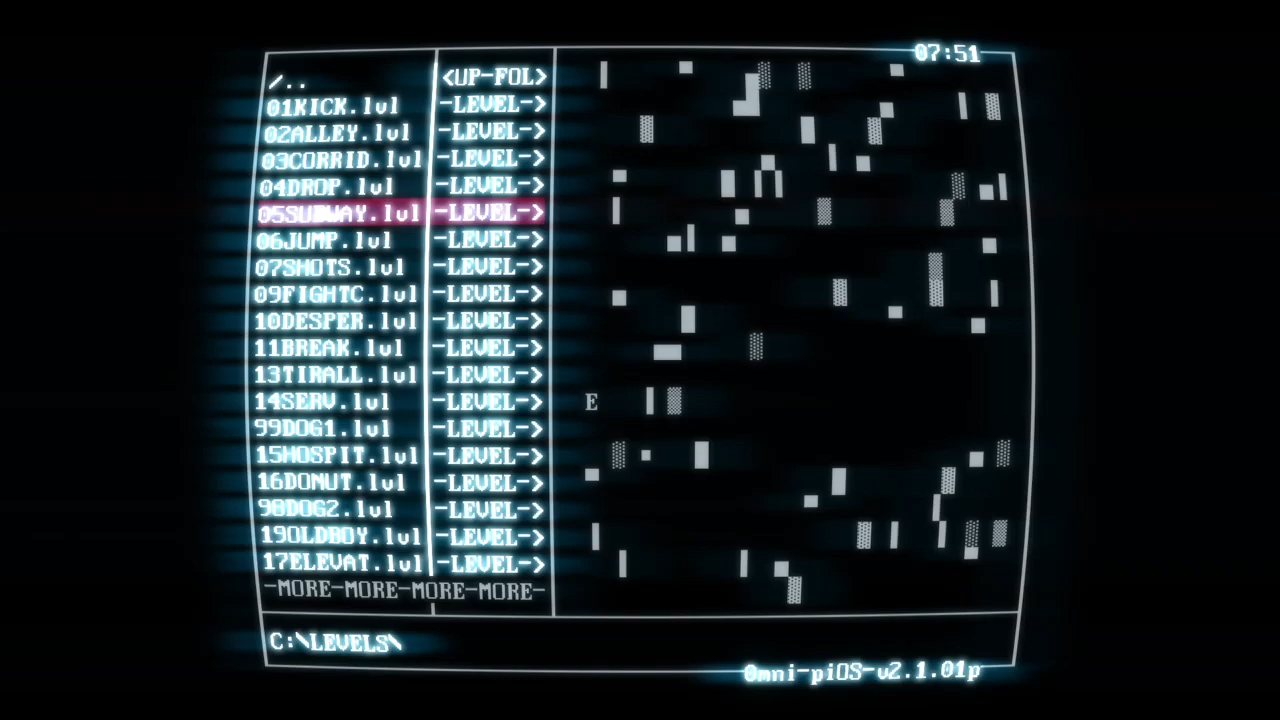 07:51
/.. <UP-FOL>
01KICK.lvl -LEVEL->
02ALLEY.lvl -LEVEL->
03CORRID.lvl -LEVEL->
04DROP.lvl -LEVEL->
05SUBWAY.lvl -LEVEL->
06JUMP.lvl -LEVEL->
07SHOTS.lvl -LEVEL->
09FIGHTC.lvl -LEVEL->
10DESPER.lvl -LEVEL->
11BREAK.lvl -LEVEL->
13TIRALL.lvl -LEVEL->
14SERV.lvl -LEVEL-> E
99DOG1.lvl -LEVEL->
15HOSPIT.lvl -LEVEL->
16DONUT.lvl -LEVEL->
98DOG2.lvl -LEVEL->
19OLDBOY.lvl -LEVEL->
17ELEVAT.lvl -LEVEL->
-MORE-MORE-MORE-MORE-
C:\LEVELS\
Omni-piOS-v2.1.01p